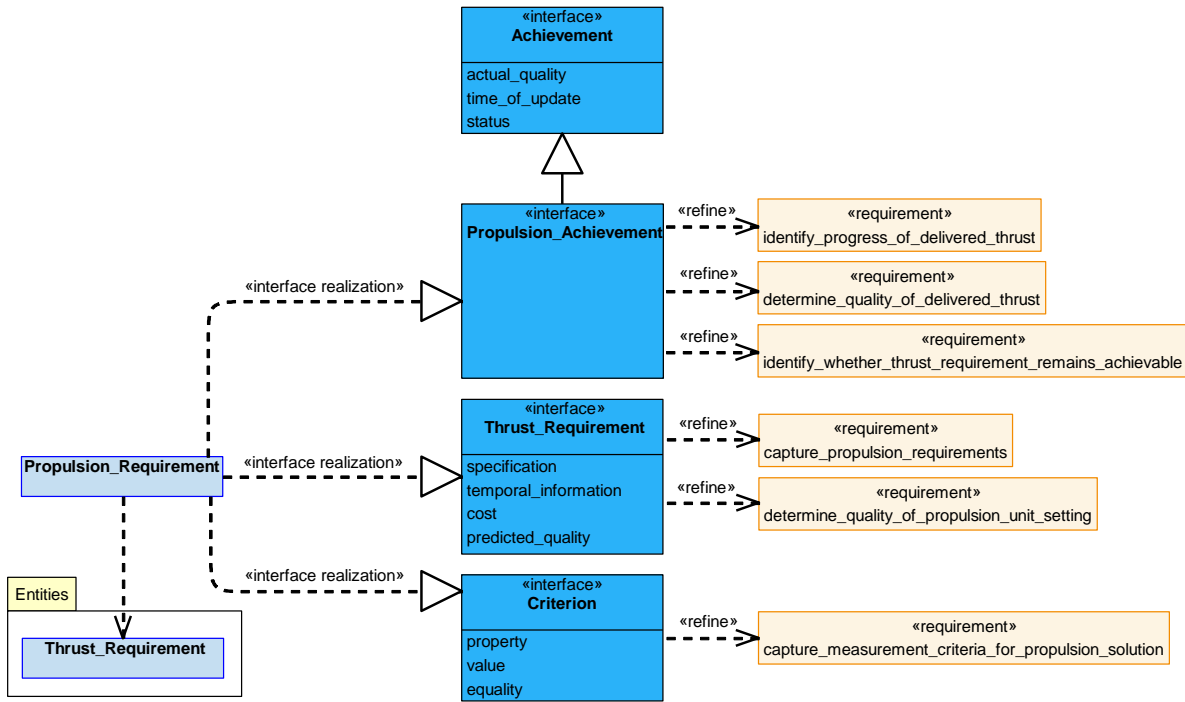 «interface»
Achievement
actual_quality
time_of_update
status
«interface»
Propulsion_Achievement
«refine»
«requirement»
identify_progress_of_delivered_thrust
«refine»
«requirement»
determine_quality_of_delivered_thrust
«interface realization»
«refine»
«requirement»
identify_whether_thrust_requirement_remains_achievable
«interface»
Thrust_Requirement
specification
temporal_information
cost
predicted_quality
«refine»
«requirement»
capture_propulsion_requirements
Propulsion_Requirement
«interface realization»
«refine»
«requirement»
determine_quality_of_propulsion_unit_setting
«interface realization»
«interface»
Criterion
property
value
equality
«refine»
«requirement»
capture_measurement_criteria_for_propulsion_solution
Entities
Thrust_Requirement